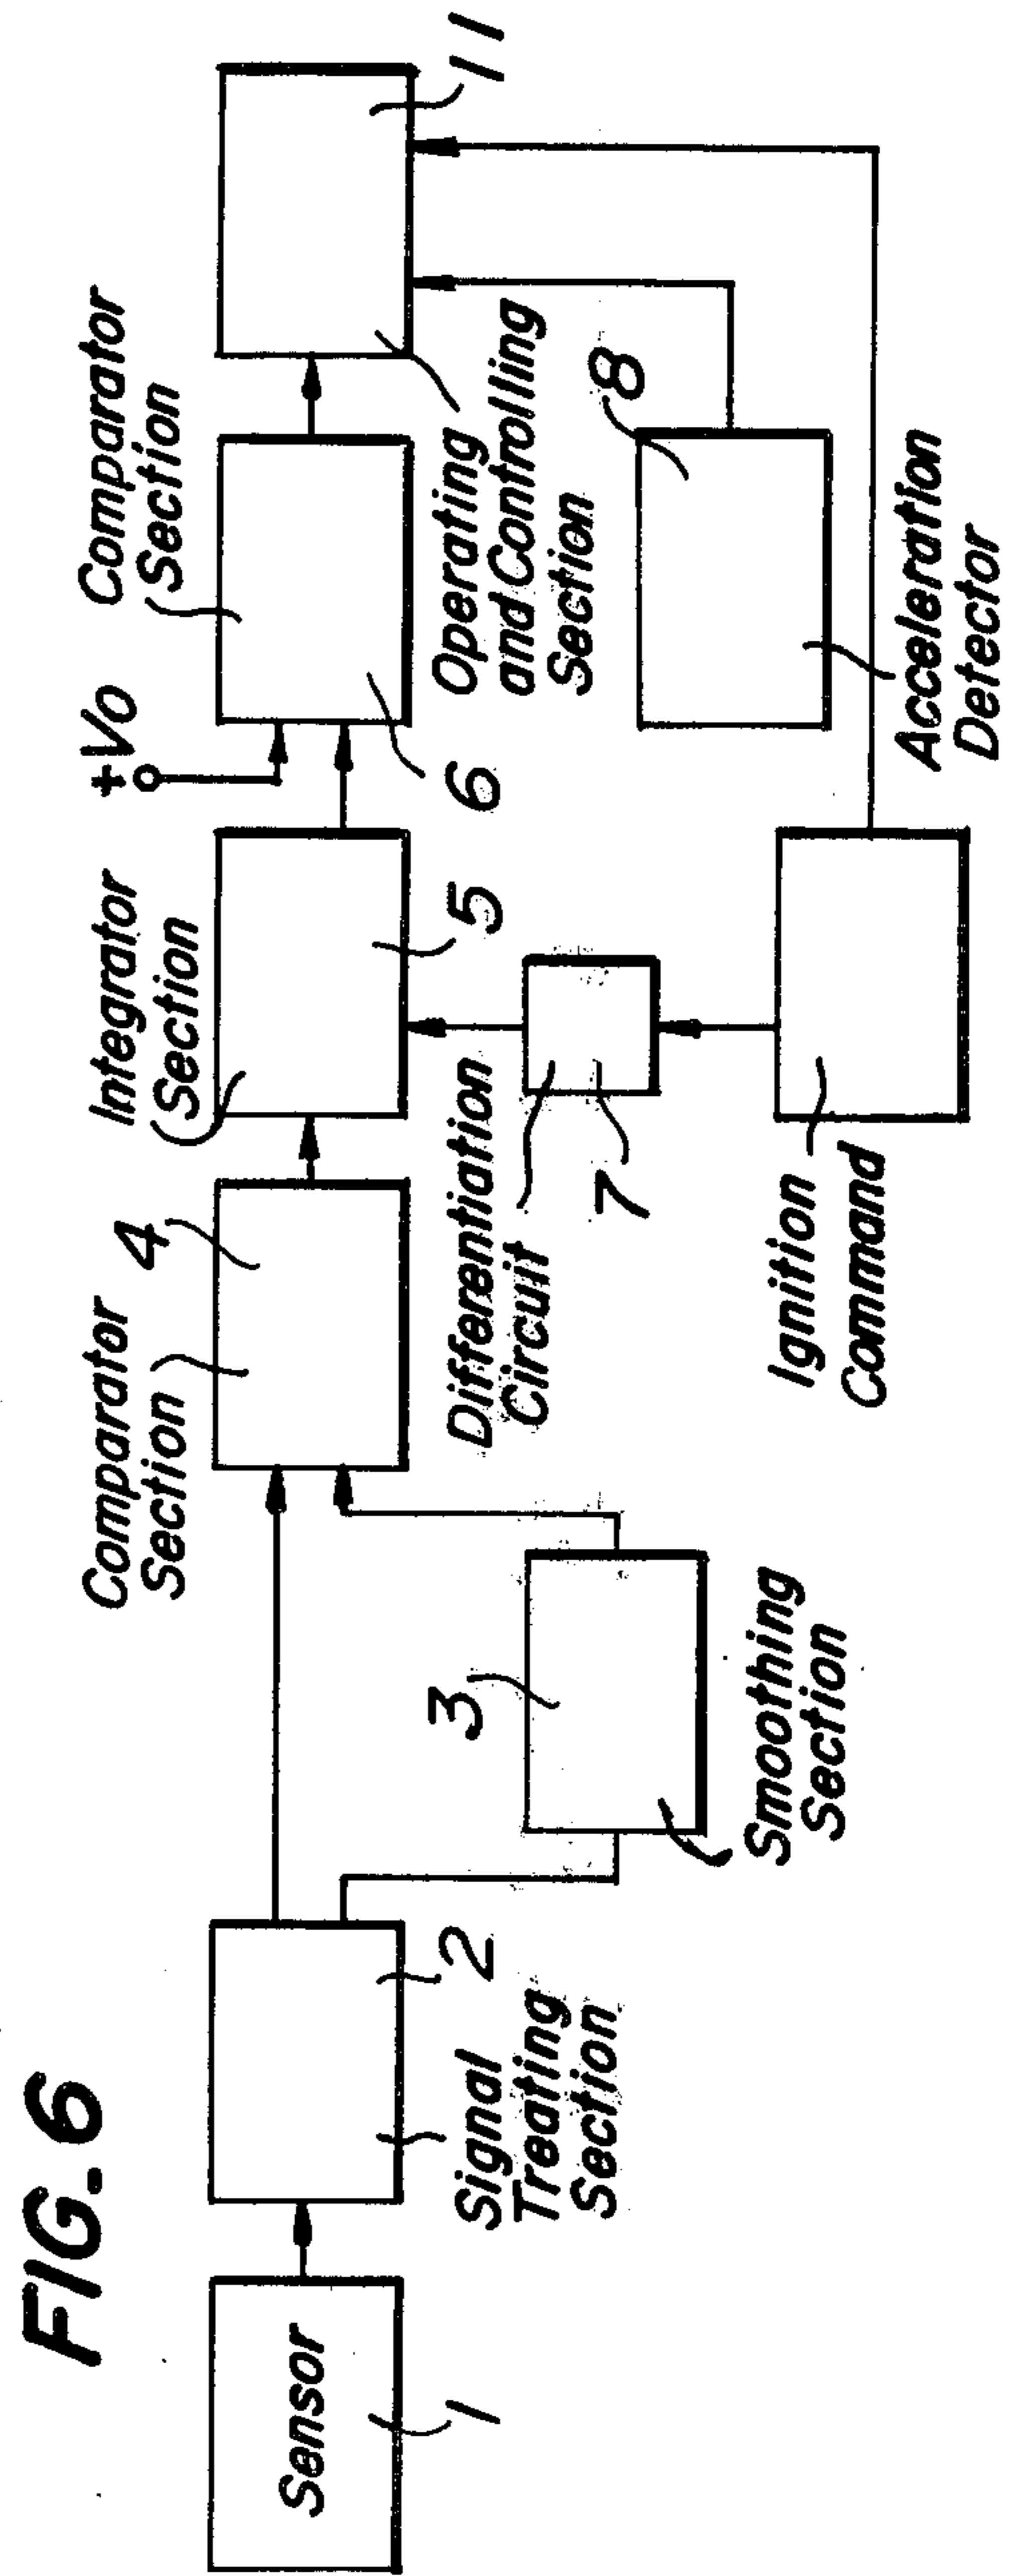 FIG. 6
Sensor
1
Signal
Treating
Section
2
3
Smoothing
Section
Comparator
Section
4
Integrator
Section
5
Differentiation
Circuit
7
Ignition
Command
+Vo
Comparator
Section
6
Operating
and Controlling
Section
8
Acceleration
Detector
11